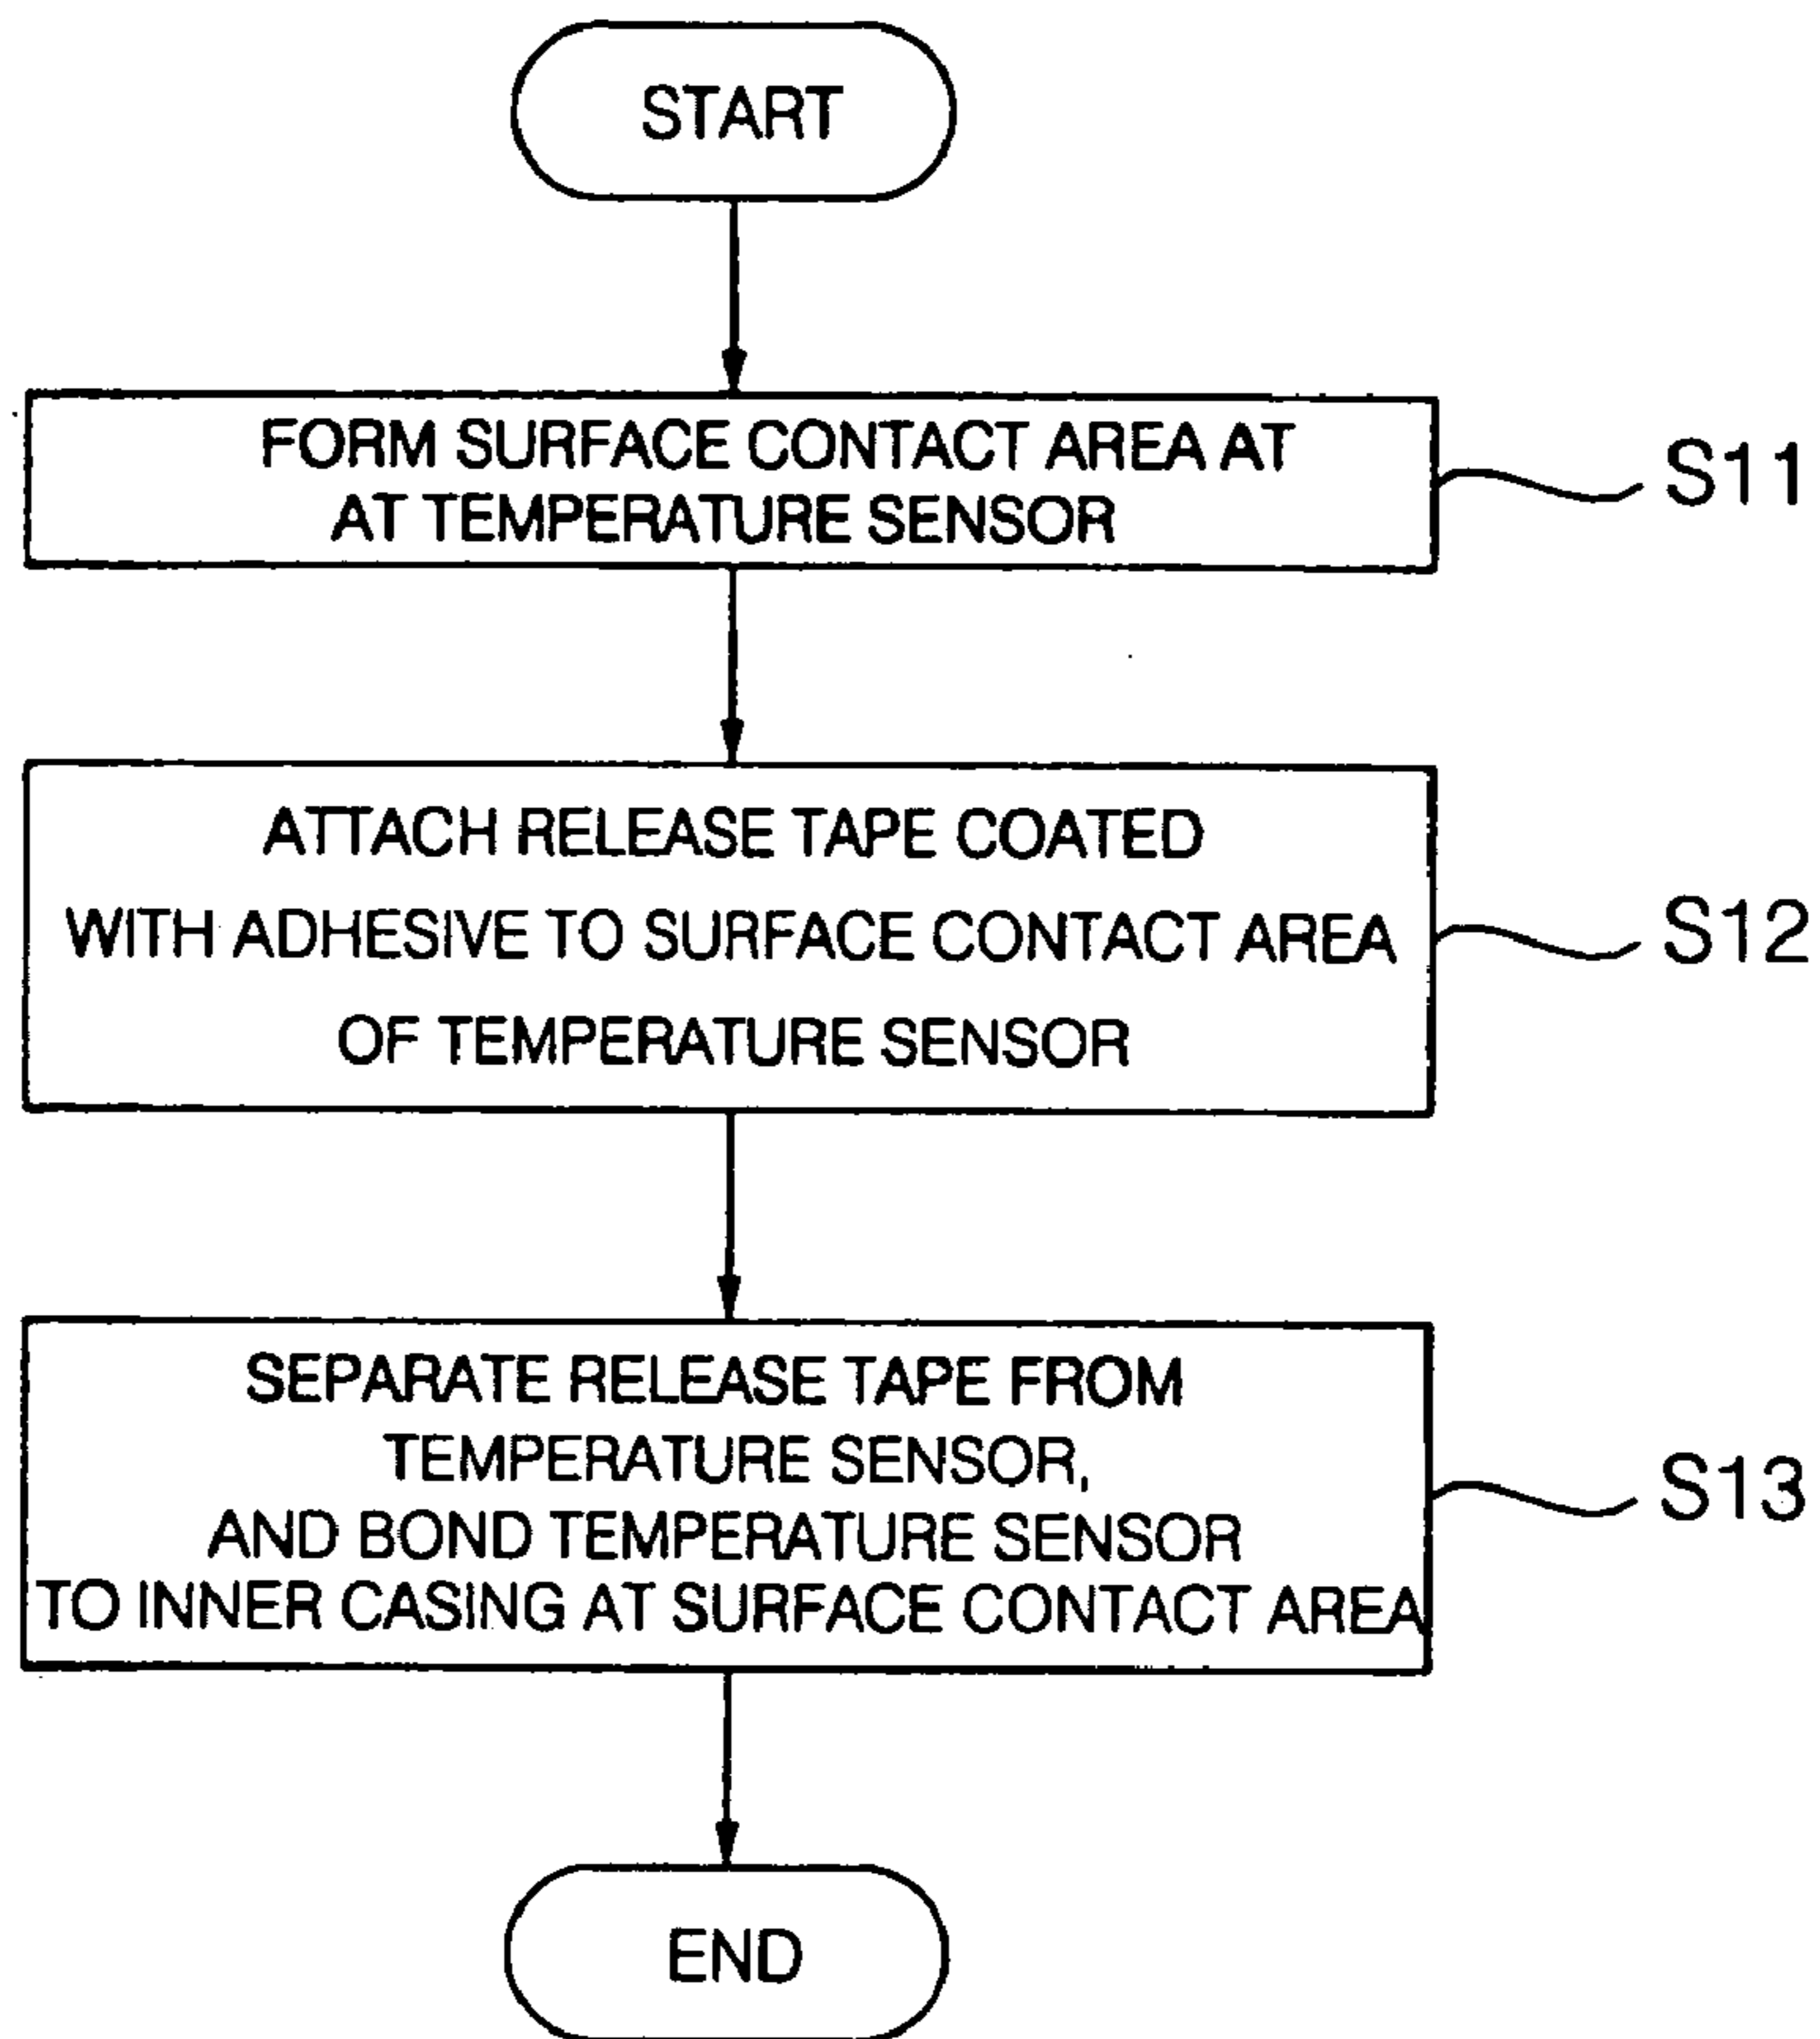 START
FORM SURFACE CONTACT AREA AT
AT TEMPERATURE SENSOR
S11
ATTACH RELEASE TAPE COATED
WITH ADHESIVE TO SURFACE CONTACT AREA
OF TEMPERATURE SENSOR
S12
SEPARATE RELEASE TAPE FROM
TEMPERATURE SENSOR,
AND BOND TEMPERATURE SENSOR
TO INNER CASING AT SURFACE CONTACT AREA
S13
END